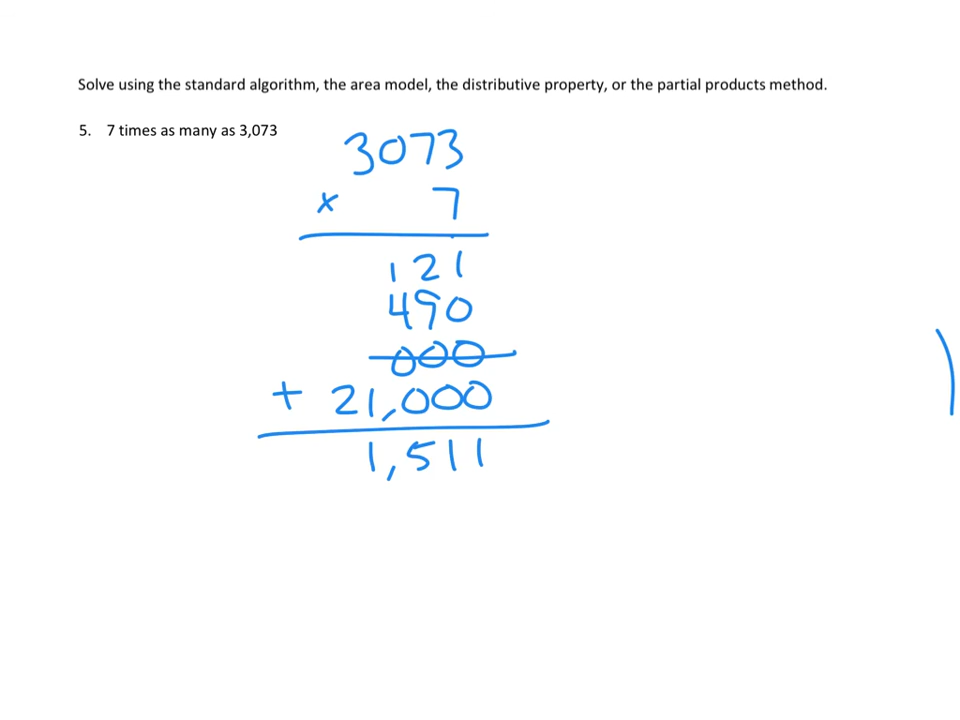 Solve using the standard algorithm, the area model, the distributive property, or the partial products method.
5. 7 times as many as 3,073
3073
x 7
121
490
000
+ 21,000
1,511
)